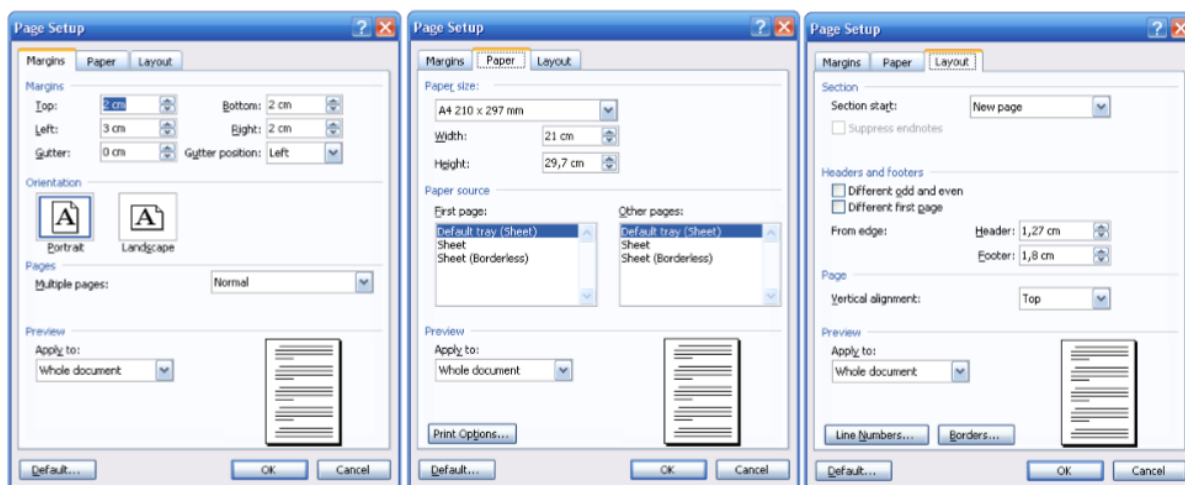 Page Setup
Margins Paper Layout
Margins
Top: 2 cm Bottom: 2 cm
Left: 3 cm Right: 2 cm
Gutter: 0 cm Gutter position: Left
Orientation
A A
Portrait Landscape
Pages
Multiple pages: Normal
Preview
Apply to:
Whole document
Default... OK Cancel
Page Setup
Margins Paper Layout
Paper size:
A4 210 x 297 mm
Width: 21 cm
Height: 29,7 cm
Paper source
First page: Other pages:
Default tray (Sheet) Default tray (Sheet)
Sheet Sheet
Sheet (Borderless) Sheet (Borderless)
Preview
Apply to:
Whole document
Print Options...
Default... OK Cancel
Page Setup
Margins Paper Layout
Section
Section start: New page
Suppress endnotes
Headers and footers
Different odd and even
Different first page
From edge: Header: 1,27 cm
Footer: 1,8 cm
Page
Vertical alignment: Top
Preview
Apply to:
Whole document
Line Numbers... Borders...
Default... OK Cancel